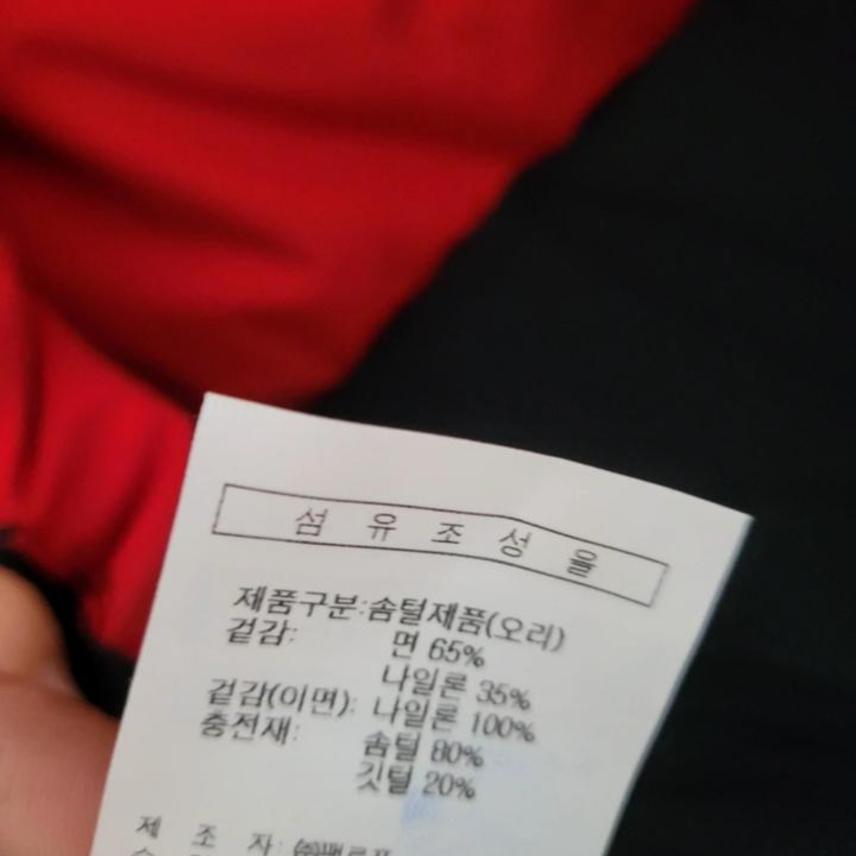 섬유조성율
제품구분:솜털제품(오리)
겉감: 면 65%
나일론 35%
겉감(이면): 나일론 100%
충전재: 솜털 80%
깃털 20%
제 조 자: